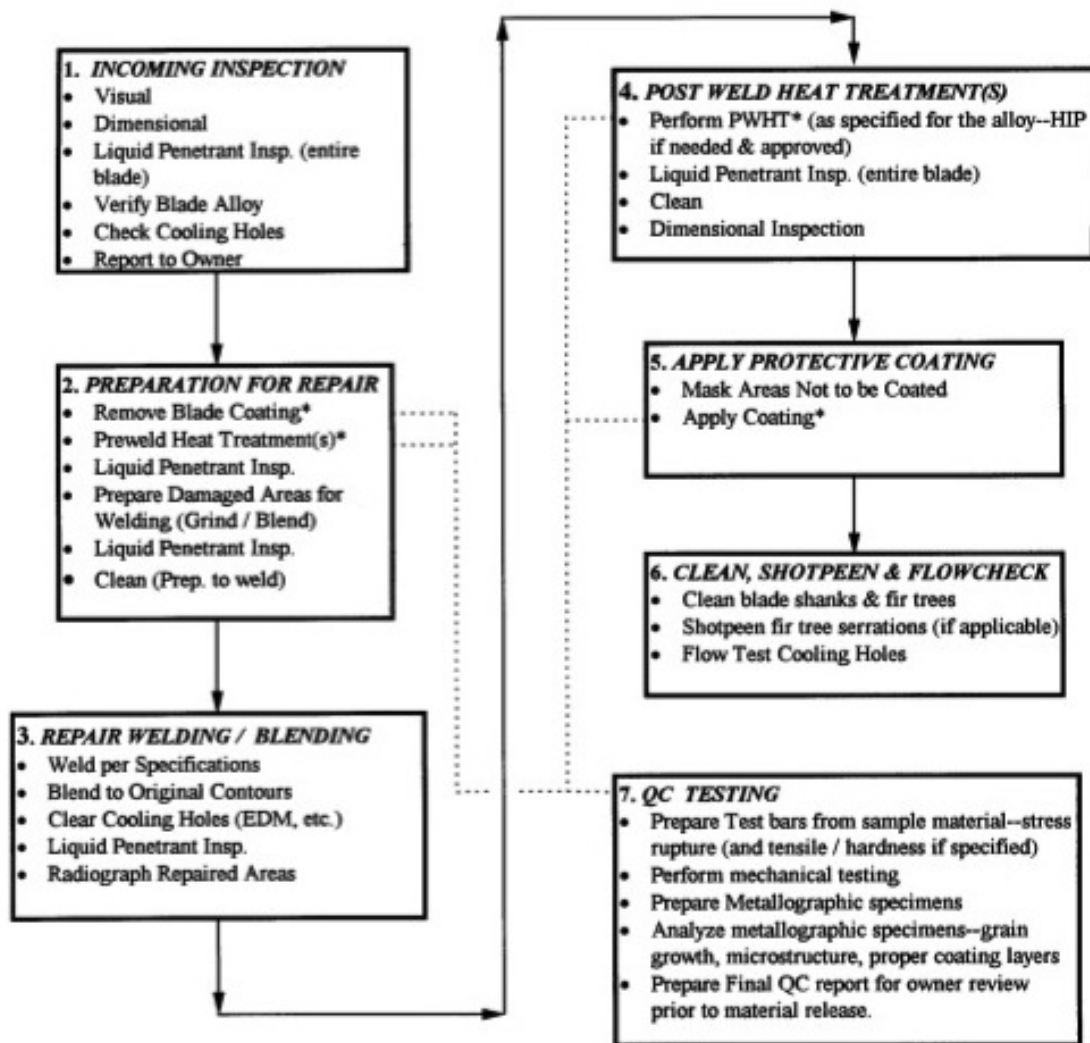 1. INCOMING INSPECTION
• Visual
• Dimensional
• Liquid Penetrant Insp. (entire
blade)
• Verify Blade Alloy
• Check Cooling Holes
• Report to Owner
2. PREPARATION FOR REPAIR
• Remove Blade Coating*
• Preweld Heat Treatment(s)*
• Liquid Penetrant Insp.
• Prepare Damaged Areas for
Welding (Grind / Blend)
• Liquid Penetrant Insp.
• Clean (Prep. to weld)
3. REPAIR WELDING / BLENDING
• Weld per Specifications
• Blend to Original Contours
• Clear Cooling Holes (EDM, etc.)
• Liquid Penetrant Insp.
• Radiograph Repaired Areas
4. POST WELD HEAT TREATMENT(S)
• Perform PWHT* (as specified for the alloy--HIP
if needed & approved)
• Liquid Penetrant Insp. (entire blade)
• Clean
• Dimensional Inspection
5. APPLY PROTECTIVE COATING
• Mask Areas Not to be Coated
• Apply Coating*
6. CLEAN, SHOTPEEN & FLOWCHECK
• Clean blade shanks & fir trees
• Shotpeen fir tree serrations (if applicable)
• Flow Test Cooling Holes
7. QC TESTING
• Prepare Test bars from sample material--stress
rupture (and tensile / hardness if specified)
• Perform mechanical testing
• Prepare Metallographic specimens
• Analyze metallographic specimens--grain
growth, microstructure, proper coating layers
• Prepare Final QC report for owner review
prior to material release.